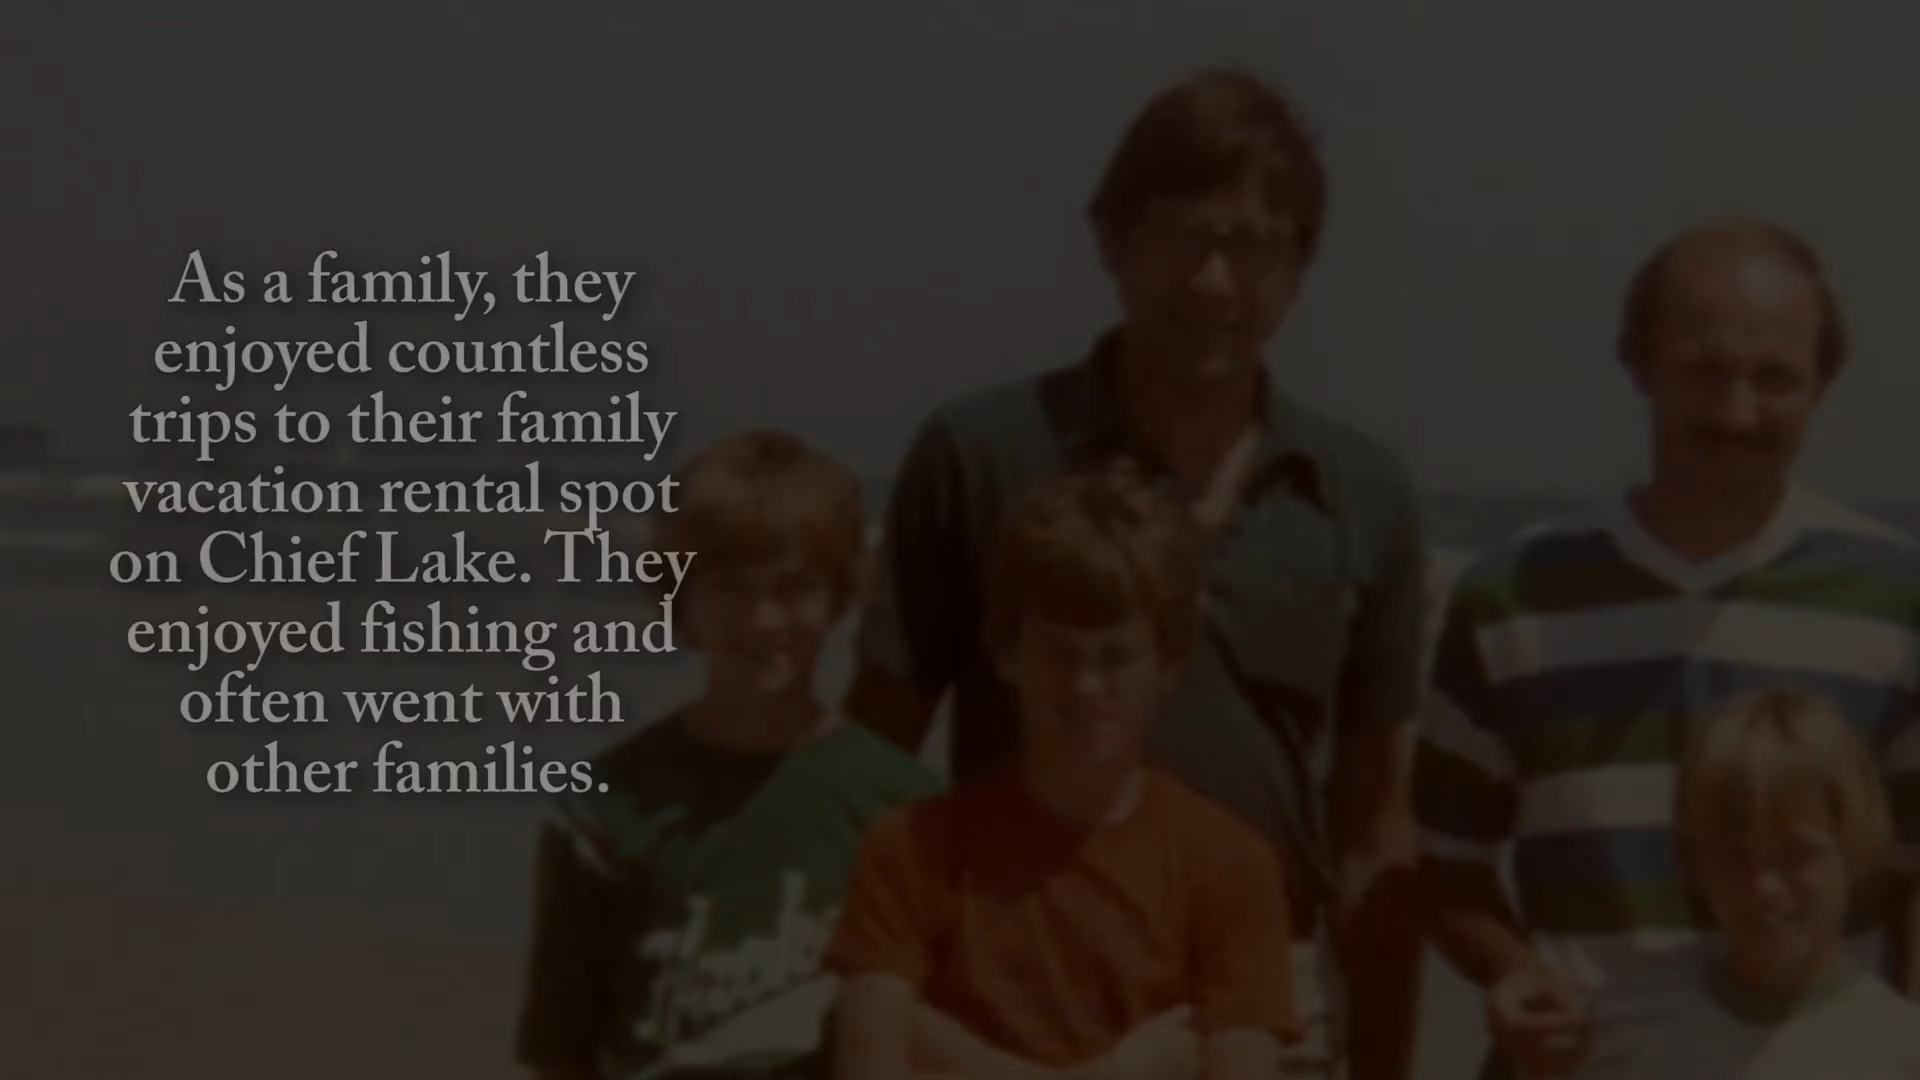 As a family, they
enjoyed countless
trips to their family
vacation rental spot
on Chief Lake. They
enjoyed fishing and
often went with
other families.